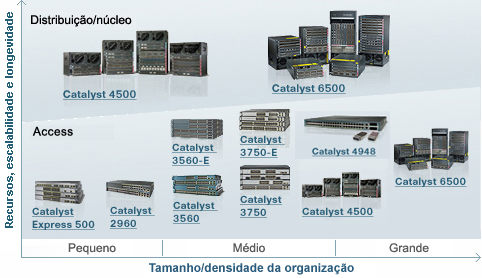 Recursos, escalabilidade e longevidade
Distribuição/núcleo
Catalyst 4500
Catalyst 6500
Access
Catalyst
3560-E
Catalyst
3750-E
Catalyst 4948
Catalyst 6500
Catalyst
Express 500
Catalyst
2960
Catalyst
3560
Catalyst
3750
Catalyst 4500
Pequeno
Médio
Grande
Tamanho/densidade da organização